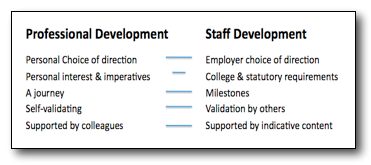 Professional Development Staff Development
Personal Choice of direction Employer choice of direction
Personal interest & imperatives College & statutory requirements
A journey Milestones
Self-validating Validation by others
Supported by colleagues Supported by indicative content